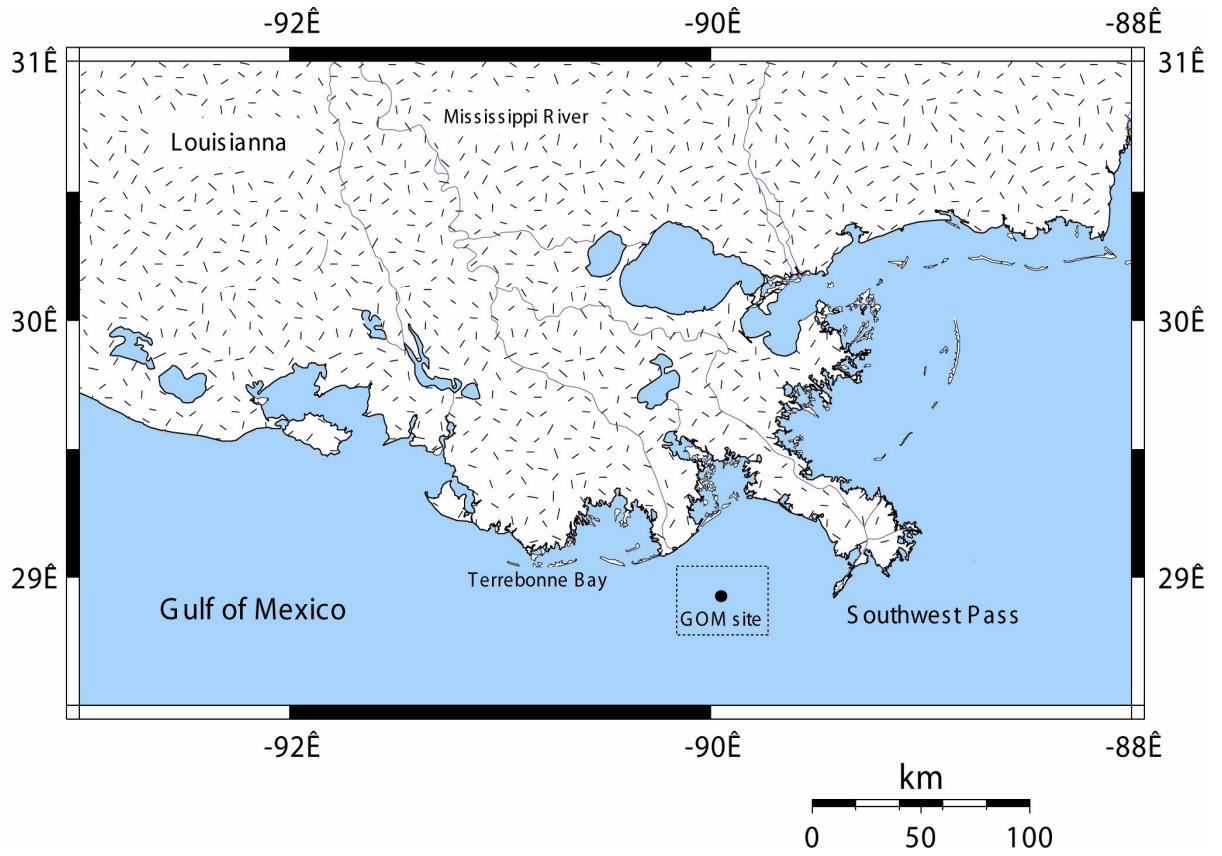 -92Ê -90Ê -88Ê
31Ê 31Ê
Mississippi River
Louisianna
30Ê 30Ê
29Ê 29Ê
Terrebonne Bay
Gulf of Mexico
GOM site
Southwest Pass
-92Ê -90Ê -88Ê
km
0 50 100